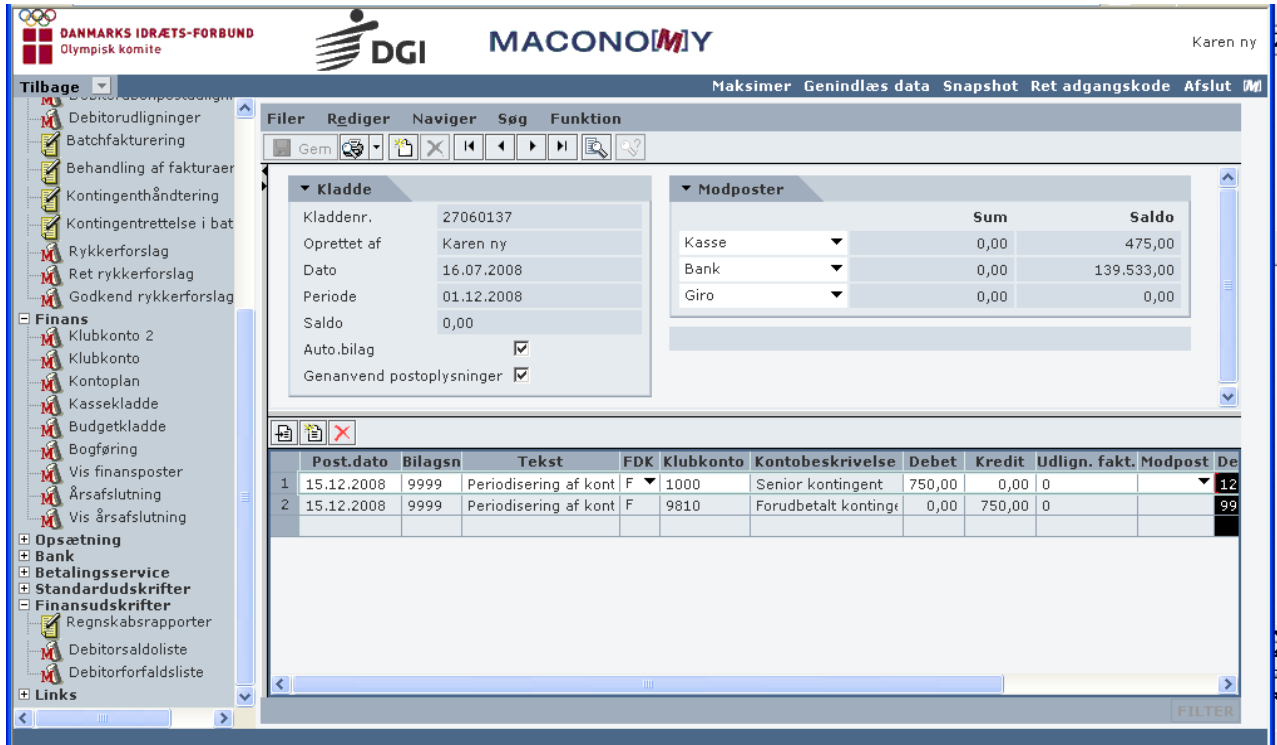 DANMARKS IDRÆTS-FORBUND
Olympisk komite
DGI
MACONO[M]Y
Karen ny
Tilbage
Maksimer Genindlæs data Snapshot Ret adgangskode Afslut [M]
Debitorudligninger
Batchfakturering
Behandling af fakturaer
Kontingenthåndtering
Kontingentrettelse i bat
Rykkerforslag
Ret rykkerforslag
Godkend rykkerforslag
Finans
Klubkonto 2
Klubkonto
Kontoplan
Kassekladde
Budgetkladde
Bogføring
Vis finansposter
Årsafslutning
Vis årsafslutning
Opsætning
Bank
Betalingsservice
Standardudskrifter
Finansudskrifter
Regnskabsrapporter
Debitorsaldoliste
Debitorforfaldsliste
Links
Filer Rediger Naviger Søg Funktion
Gem
Kladde
Kladdenr. 27060137
Oprettet af Karen ny
Dato 16.07.2008
Periode 01.12.2008
Saldo 0,00
Auto.bilag
Genanvend postoplysninger
Modposter
Sum Saldo
Kasse 0,00 475,00
Bank 0,00 139.533,00
Giro 0,00 0,00
Post.dato Bilagsn Tekst FDK Klubkonto Kontobeskrivelse Debet Kredit Udlign. fakt. Modpost De
1 15.12.2008 9999 Periodisering af kont F 1000 Senior kontingent 750,00 0,00 0 12
2 15.12.2008 9999 Periodisering af kont F 9810 Forudbetalt kontinge 0,00 750,00 0 99
FILTER